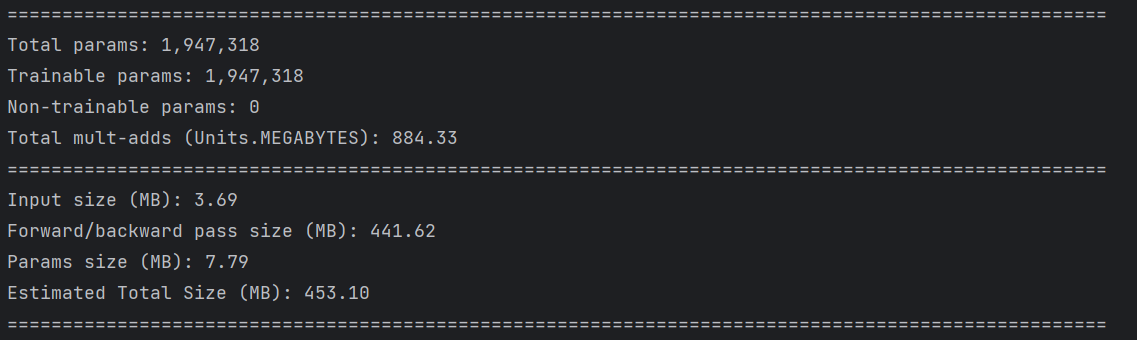 ==============================================================================================================
Total params: 1,947,318
Trainable params: 1,947,318
Non-trainable params: 0
Total mult-adds (Units.MEGABYTES): 884.33
==============================================================================================================
Input size (MB): 3.69
Forward/backward pass size (MB): 441.62
Params size (MB): 7.79
Estimated Total Size (MB): 453.10
==============================================================================================================